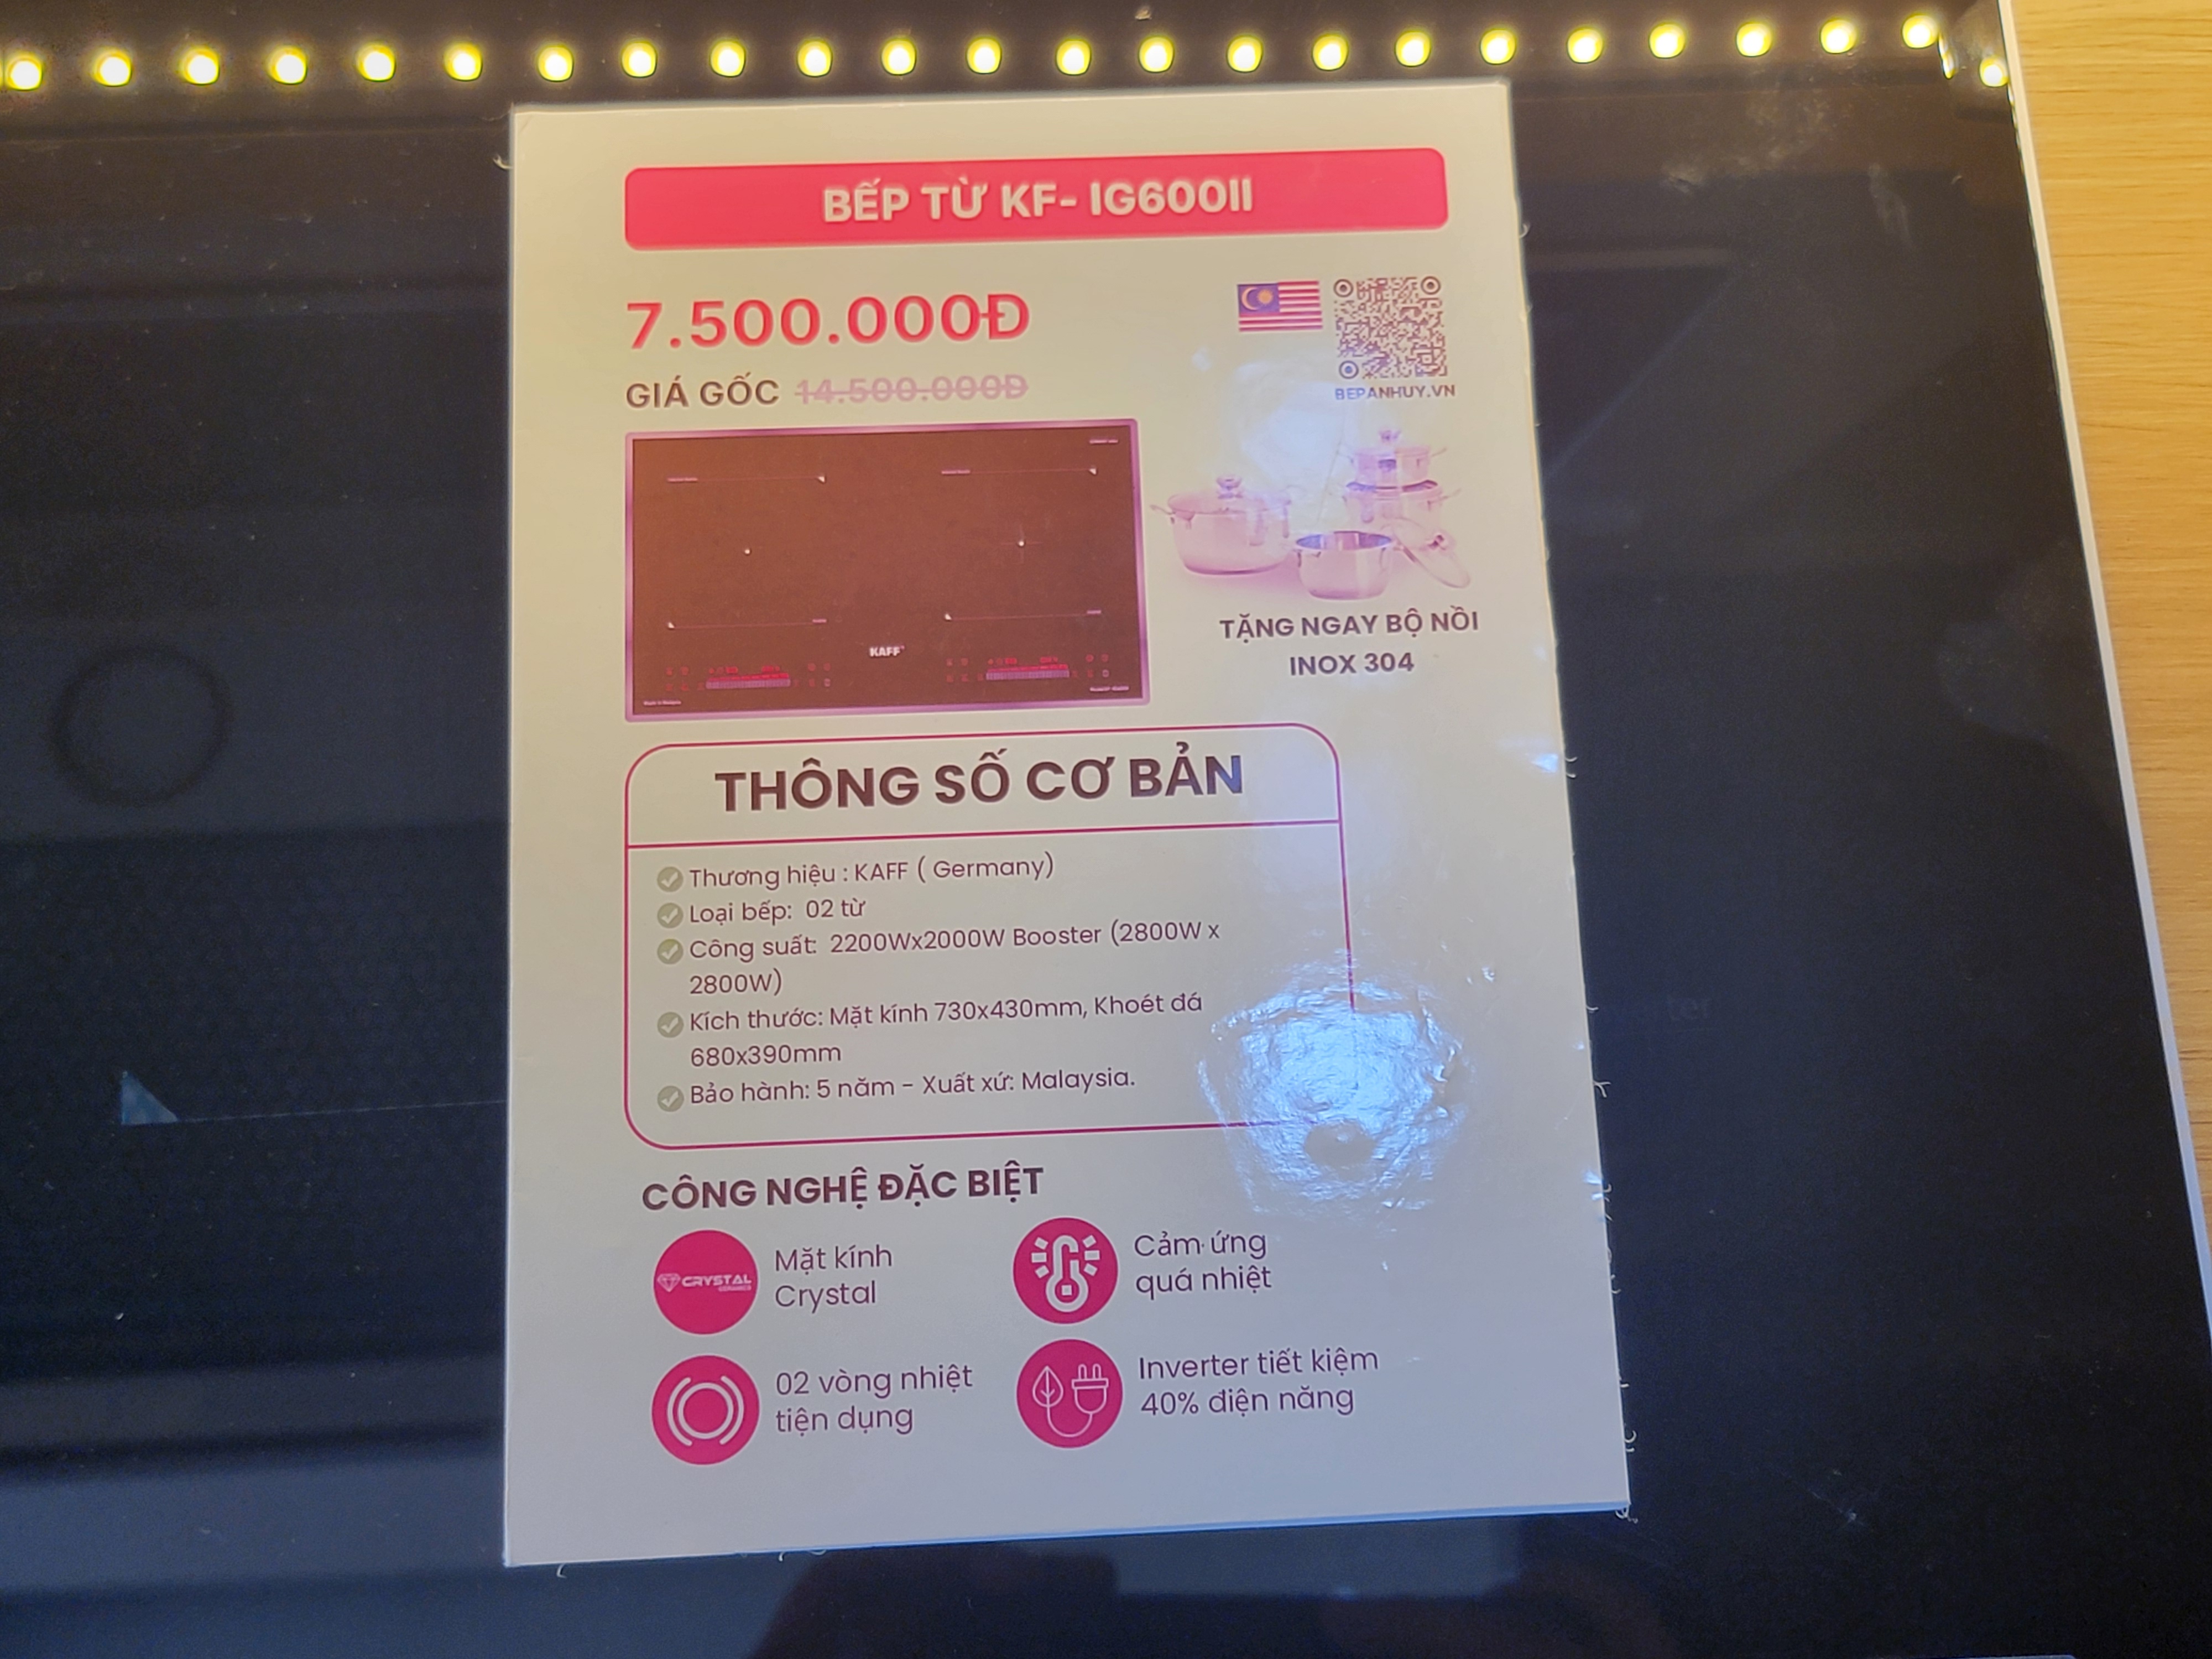 BẾP TỪ KF- IG600II
7.500.000Đ
GIÁ GỐC 14.500.000Đ
BEPANHUY.VN
KAFF
TẶNG NGAY BỘ NỒI
INOX 304
THÔNG SỐ CƠ BẢN
Thương hiệu : KAFF ( Germany)
Loại bếp: 02 từ
Công suất: 2200Wx2000W Booster (2800W x
2800W)
Kích thước: Mặt kính 730x430mm, Khoét đá
680x390mm
Bảo hành: 5 năm - Xuất xứ: Malaysia.
CÔNG NGHỆ ĐẶC BIỆT
CRYSTAL
Mặt kính
Crystal
Cảm ứng
quá nhiệt
02 vòng nhiệt
tiện dụng
Inverter tiết kiệm
40% điện năng